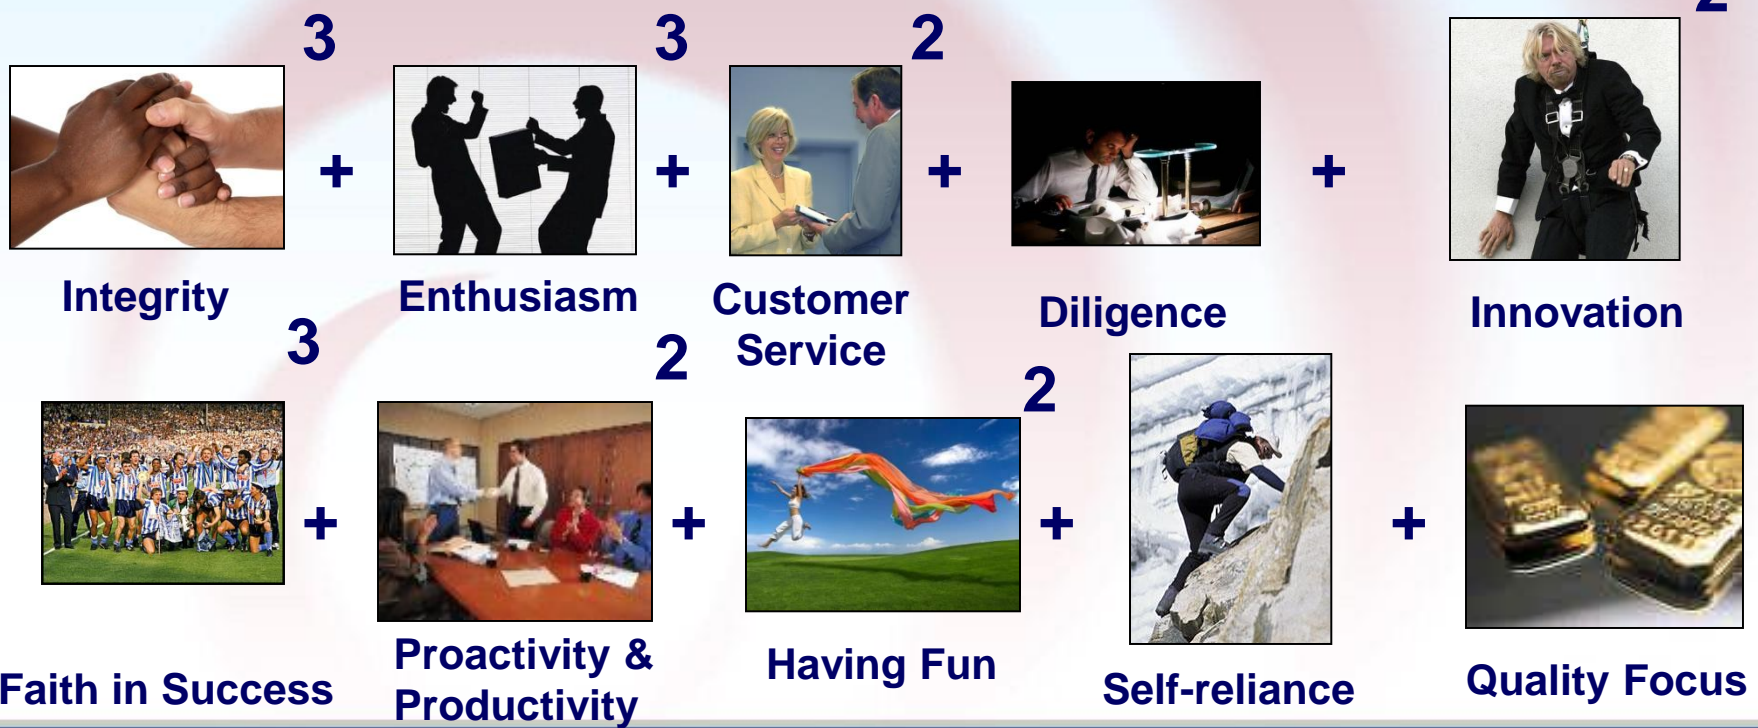 2
3
3
2
+
+
+
+
Integrity
Enthusiasm
Customer
Service
Diligence
Innovation
3
2
2
+
+
+
+
Faith in Success
Proactivity &
Productivity
Having Fun
Self-reliance
Quality Focus